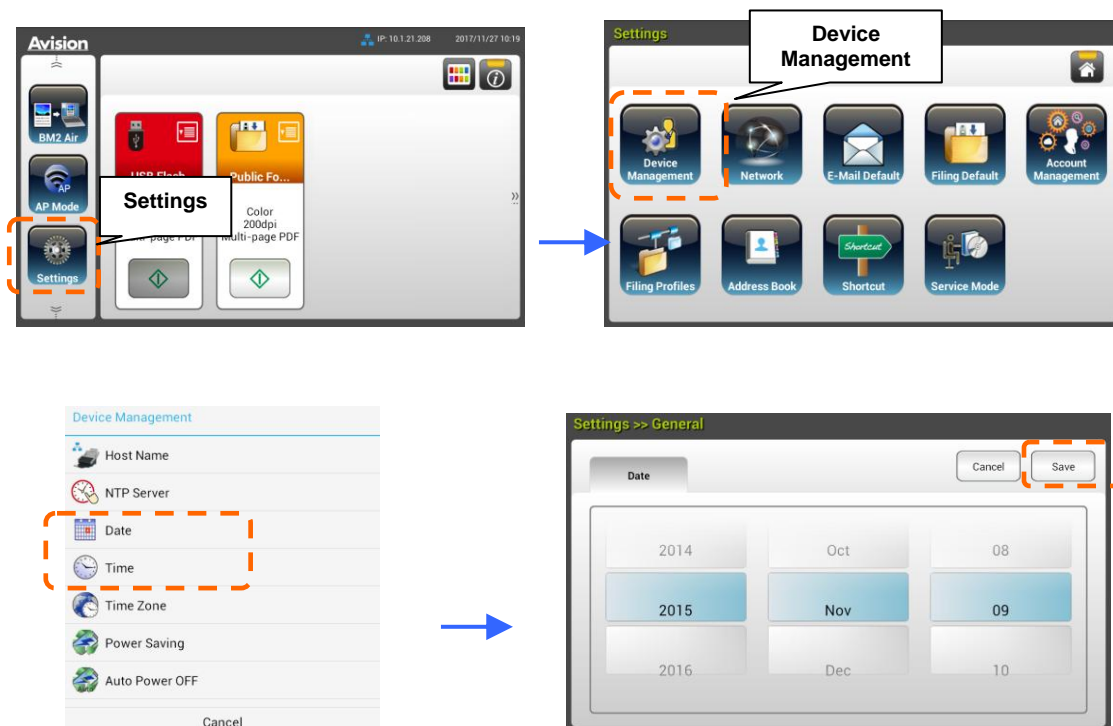 Avision
IP: 10.1.21.208
2017/11/27 10:19
BM2 Air
AP
AP Mode
Settings
Public Fo...
Color
200dpi
Multi-page PDF
Settings
Settings
Device
Management
Device
Management
Network
E-Mail Default
Filing Default
Account
Management
Filing Profiles
Address Book
Shortcut
Shortcut
Service Mode
Device Management
Host Name
NTP Server
Date
Time
Time Zone
Power Saving
Auto Power OFF
Cancel
Settings >> General
Date
Cancel
Save
2014 Oct 08
2015 Nov 09
2016 Dec 10